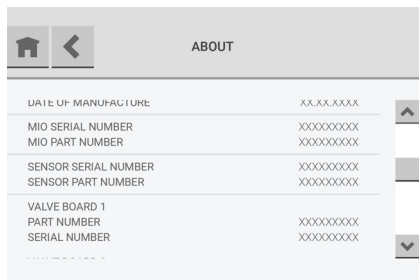 ABOUT
DATE OF MANUFACTURE XX.XX.XXXX
MIO SERIAL NUMBER XXXXXXXXX
MIO PART NUMBER XXXXXXXXX
SENSOR SERIAL NUMBER XXXXXXXXX
SENSOR PART NUMBER XXXXXXXXX
VALVE BOARD 1
PART NUMBER XXXXXXXXX
SERIAL NUMBER XXXXXXXXX